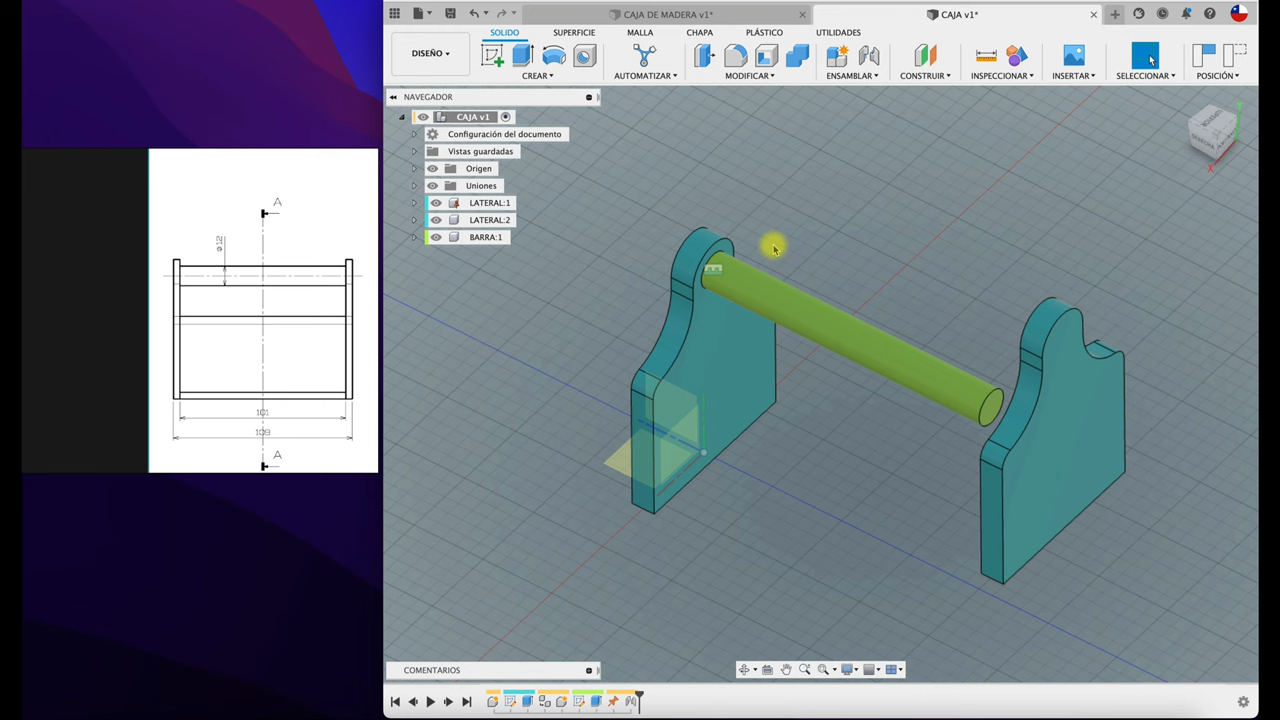 CAJA DE MADERA v1*
CAJA v1*
DISEÑO
SOLIDO
SUPERFICIE
MALLA
CHAPA
PLÁSTICO
UTILIDADES
CREAR
AUTOMATIZAR
MODIFICAR
ENSAMBLAR
CONSTRUIR
INSPECCIONAR
INSERTAR
SELECCIONAR
POSICIÓN
NAVEGADOR
CAJA v1
Configuración del documento
Vistas guardadas
Origen
Uniones
LATERAL:1
LATERAL:2
BARRA:1
A
⌀12
101
109
A
X
COMENTARIOS